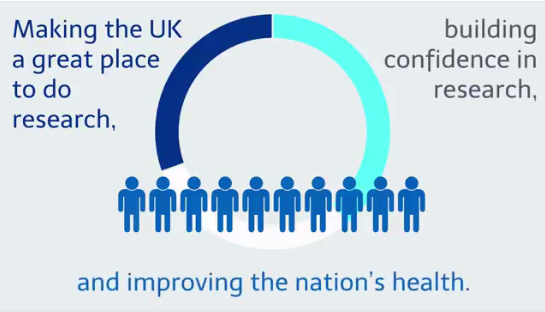 Making the UK
a great place
to do
research,
building
confidence in
research,
and improving the nation's health.